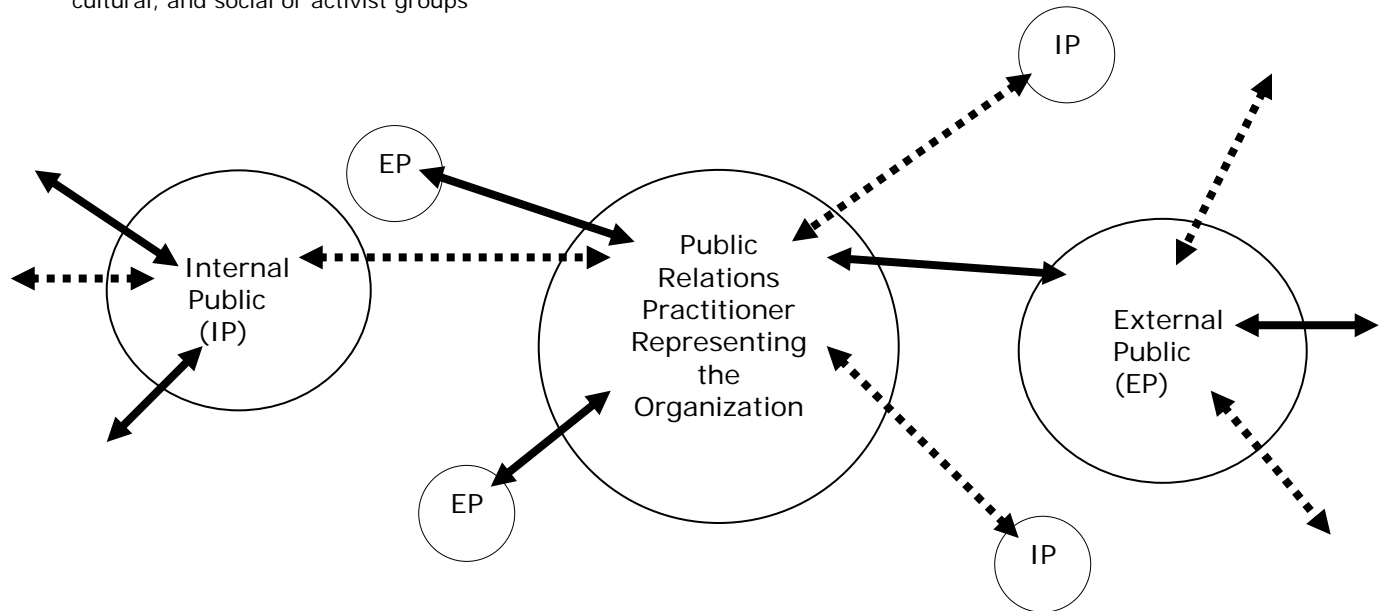 cultural, and social or activist groups
IP
EP
Internal
Public
(IP)
Public
Relations
Practitioner
Representing
the
Organization
External
Public
(EP)
EP
IP